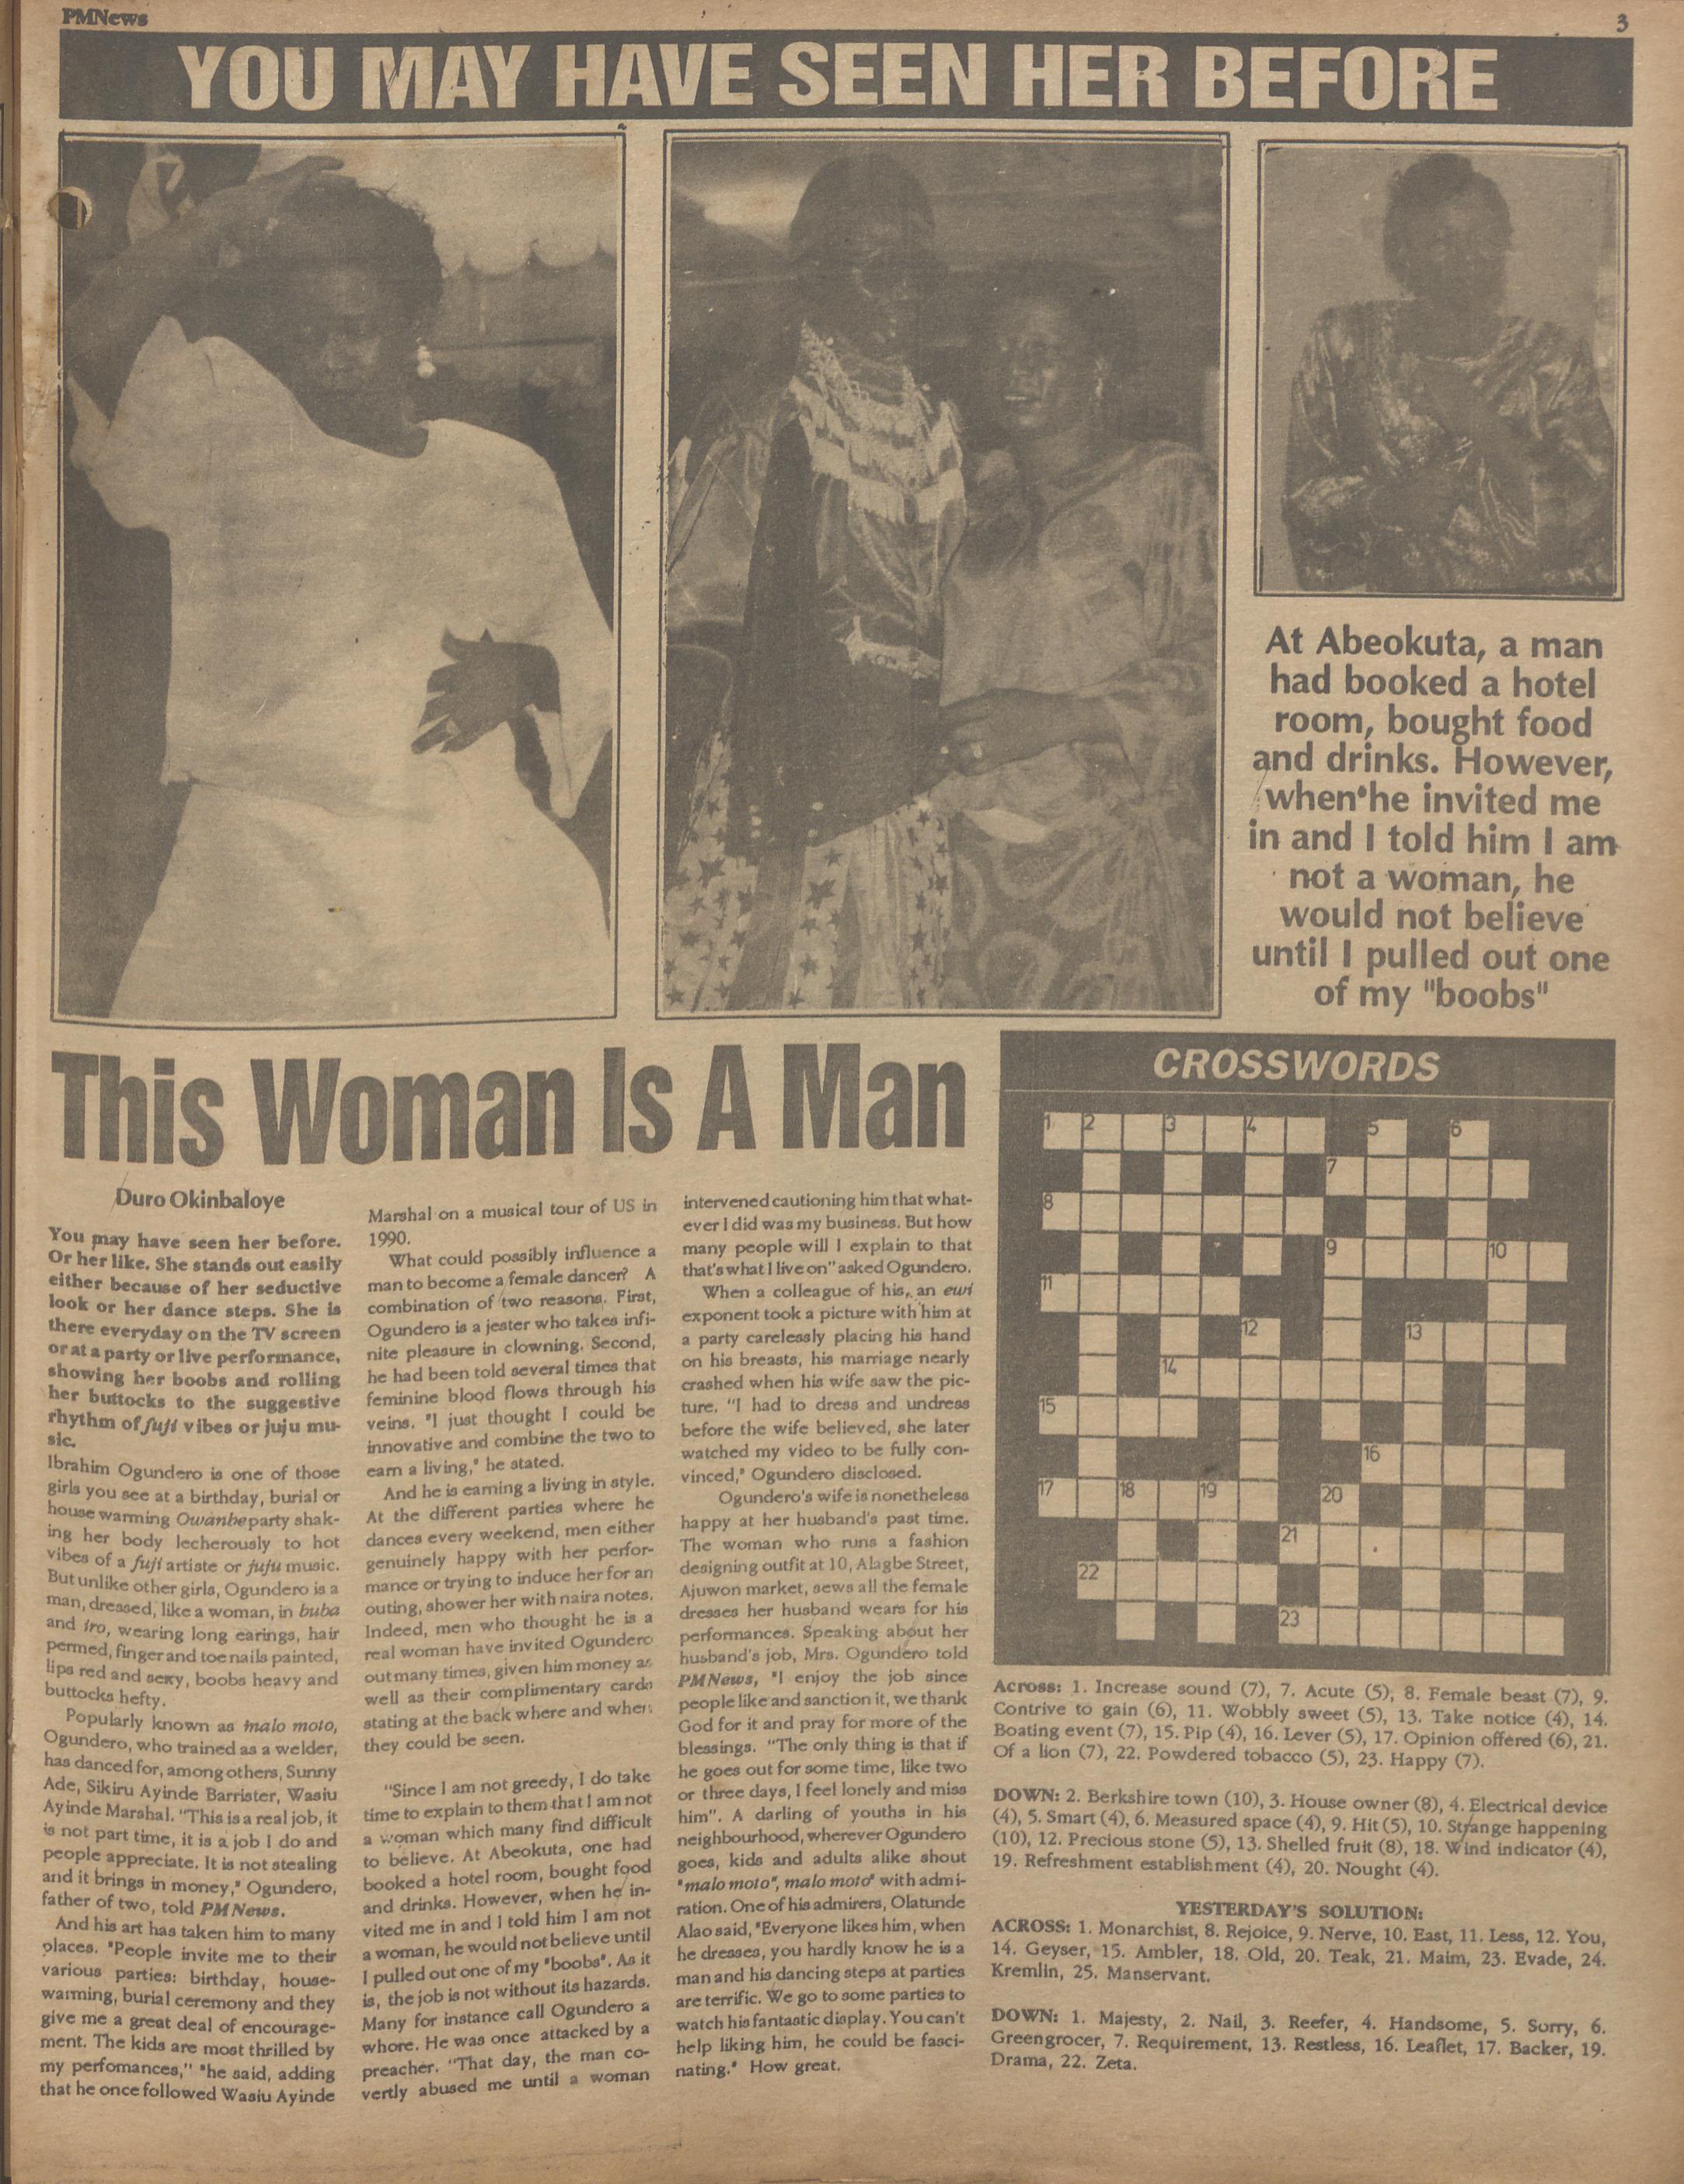 PMNews
3
YOU MAY HAVE SEEN HER BEFORE
At Abeokuta, a man
had booked a hotel
room, bought food
and drinks. However,
when he invited me
in and I told him I am
not a woman, he
would not believe
until I pulled out one
of my "boobs"
This Woman Is A Man
Duro Okinbaloye
You may have seen her before.
Or her like. She stands out easily
either because of her seductive
look or her dance steps. She is
there everyday on the TV screen
or at a party or live performance,
showing her boobs and rolling
her buttocks to the suggestive
rhythm of fuji vibes or juju mu-
sic.
Ibrahim Ogundero is one of those
girls you see at a birthday, burial or
house warming Owanbe party shak-
ing her body lecherously to hot
vibes of a fuji artiste or juju music.
But unlike other girls, Ogundero is a
man, dressed, like a woman, in buba
and iro, wearing long earings, hair
permed, finger and toe nails painted,
lips red and sexy, boobs heavy and
buttocks hefty.
Popularly known as malo moto,
Ogundero, who trained as a welder,
has danced for, among others, Sunny
Ade, Sikiru Ayinde Barrister, Wasiu
Ayinde Marshal. "This is a real job, it
is not part time, it is a job I do and
people appreciate. It is not stealing
and it brings in money," Ogundero,
father of two, told PMNews.
And his art has taken him to many
places. "People invite me to their
various parties: birthday, house-
warming, burial ceremony and they
give me a great deal of encourage-
ment. The kids are most thrilled by
my perfomances," "he said, adding
that he once followed Wasiu Ayinde
Marshal on a musical tour of US in
1990.
What could possibly influence a
man to become a female dancer? A
combination of two reasons. First,
Ogundero is a jester who takes infi-
nite pleasure in clowning. Second,
he had been told several times that
feminine blood flows through his
veins. "I just thought I could be
innovative and combine the two to
earn a living," he stated.
And he is earning a living in style.
At the different parties where he
dances every weekend, men either
genuinely happy with her perfor-
mance or trying to induce her for an
outing, shower her with naira notes.
Indeed, men who thought he is a
real woman have invited Ogundero
out many times, given him money as
well as their complimentary cards
stating at the back where and when
they could be seen.
"Since I am not greedy, I do take
time to explain to them that I am not
a woman which many find difficult
to believe. At Abeokuta, one had
booked a hotel room, bought food
and drinks. However, when he in-
vited me in and I told him I am not
a woman, he would not believe until
I pulled out one of my "boobs". As it
is, the job is not without its hazards.
Many for instance call Ogundero a
whore. He was once attacked by a
preacher. "That day, the man co-
vertly abused me until a woman
intervened cautioning him that what-
ever I did was my business. But how
many people will I explain to that
that's what I live on" asked Ogundero.
When a colleague of his, an ewi
exponent took a picture with him at
a party carelessly placing his hand
on his breasts, his marriage nearly
crashed when his wife saw the pic-
ture. "I had to dress and undress
before the wife believed, she later
watched my video to be fully con-
vinced," Ogundero disclosed.
Ogundero's wife is nonetheless
happy at her husband's past time.
The woman who runs a fashion
designing outfit at 10, Alagbe Street,
Ajuwon market, sews all the female
dresses her husband wears for his
performances. Speaking about her
husband's job, Mrs. Ogundero told
PMNews, "I enjoy the job since
people like and sanction it, we thank
God for it and pray for more of the
blessings. "The only thing is that if
he goes out for some time, like two
or three days, I feel lonely and miss
him". A darling of youths in his
neighbourhood, wherever Ogundero
goes, kids and adults alike shout
"malo moto", malo moto" with admi-
ration. One of his admirers, Olatunde
Alao said, "Everyone likes him, when
he dresses, you hardly know he is a
man and his dancing steps at parties
are terrific. We go to some parties to
watch his fantastic display. You can't
help liking him, he could be fasci-
nating." How great.
CROSSWORDS
1 2 3 4 5 6
7
8
9 10
11
12 13
14
15
16
17 18 19 20
21
22
23
Across: 1. Increase sound (7), 7. Acute (5), 8. Female beast (7), 9.
Contrive to gain (6), 11. Wobbly sweet (5), 13. Take notice (4), 14.
Boating event (7), 15. Pip (4), 16. Lever (5), 17. Opinion offered (6), 21.
Of a lion (7), 22. Powdered tobacco (5), 23. Happy (7).
DOWN: 2. Berkshire town (10), 3. House owner (8), 4. Electrical device
(4), 5. Smart (4), 6. Measured space (4), 9. Hit (5), 10. Strange happening
(10), 12. Precious stone (5), 13. Shelled fruit (8), 18. Wind indicator (4),
19. Refreshment establishment (4), 20. Nought (4).
YESTERDAY'S SOLUTION:
ACROSS: 1. Monarchist, 8. Rejoice, 9. Nerve, 10. East, 11. Less, 12. You,
14. Geyser, 15. Ambler, 18. Old, 20. Teak, 21. Maim, 23. Evade, 24.
Kremlin, 25. Manservant.
DOWN: 1. Majesty, 2. Nail, 3. Reefer, 4. Handsome, 5. Sorry, 6.
Greengrocer, 7. Requirement, 13. Restless, 16. Leaflet, 17. Backer, 19.
Drama, 22. Zeta.